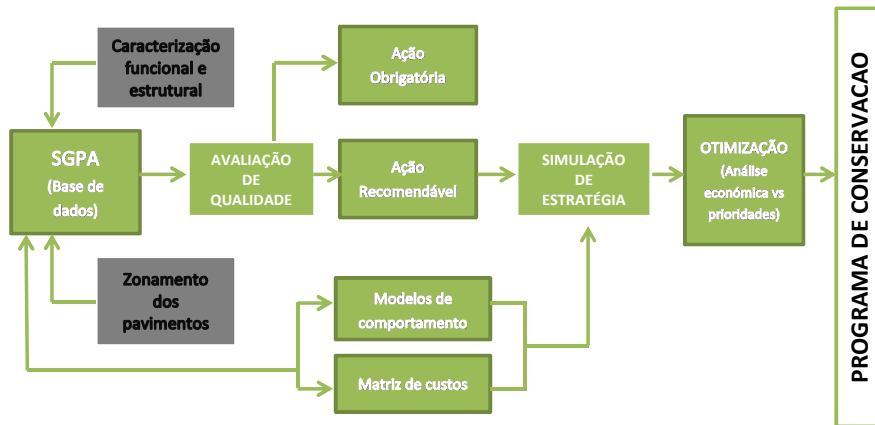 Caracterização
funcional e
estrutural
Ação
Obrigatória
SGPA
(Base de
dados)
AVALIAÇÃO
DE
QUALIDADE
Ação
Recomendável
SIMULAÇÃO
DE
ESTRATÉGIA
OTIMIZAÇÃO
(Análise
económica vs
prioridades)
PROGRAMA DE CONSERVACAO
Zonamento
dos
pavimentos
Modelos de
comportamento
Matriz de custos